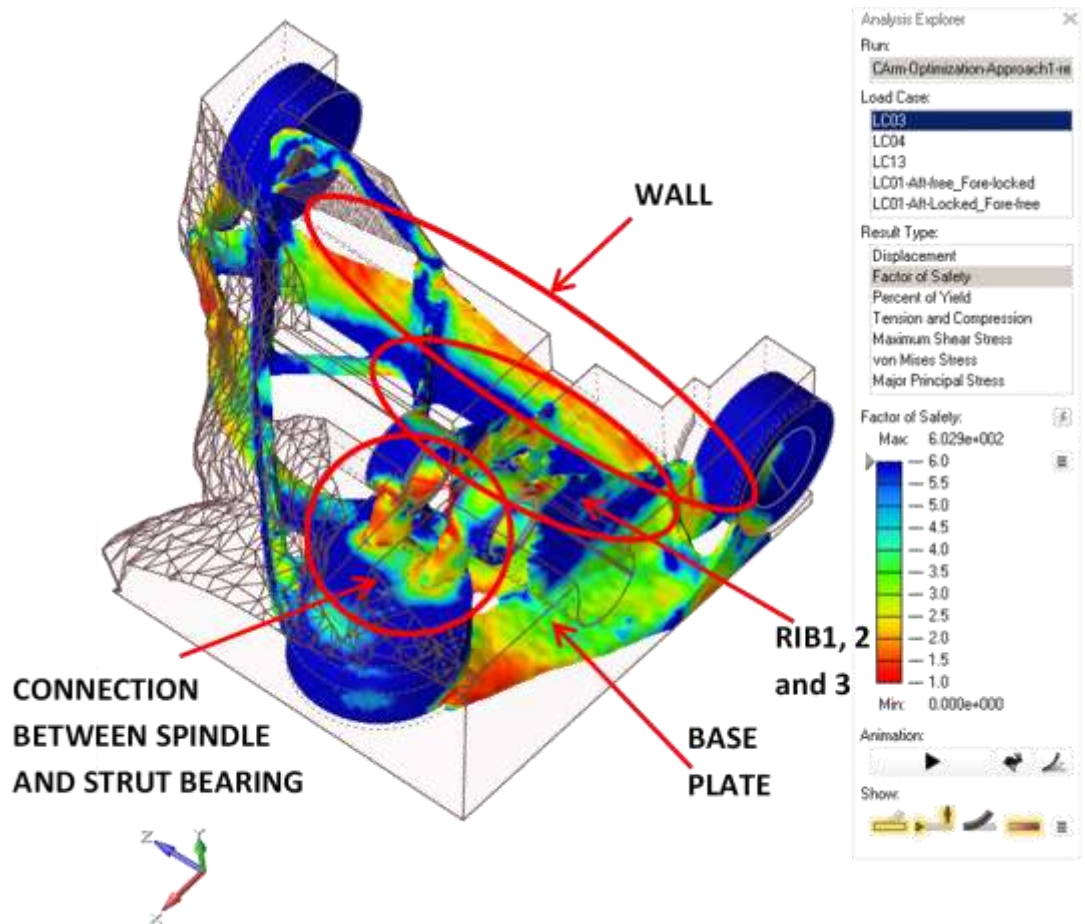 WALL
RIB1, 2
and 3
BASE
PLATE
CONNECTION
BETWEEN SPINDLE
AND STRUT BEARING
Z
Y
X
Analysis Explorer
Run:
CArm-Optimization-Approach1-re
Load Case:
LC03
LC04
LC13
LC01-Aft-free_Fore-locked
LC01-Aft-Locked_Fore-free
Result Type:
Displacement
Factor of Safety
Percent of Yield
Tension and Compression
Maximum Shear Stress
von Mises Stress
Major Principal Stress
Factor of Safety:
Max: 6.029e+002
6.0
5.5
5.0
4.5
4.0
3.5
3.0
2.5
2.0
1.5
1.0
Min: 0.000e+000
Animation:
Show: